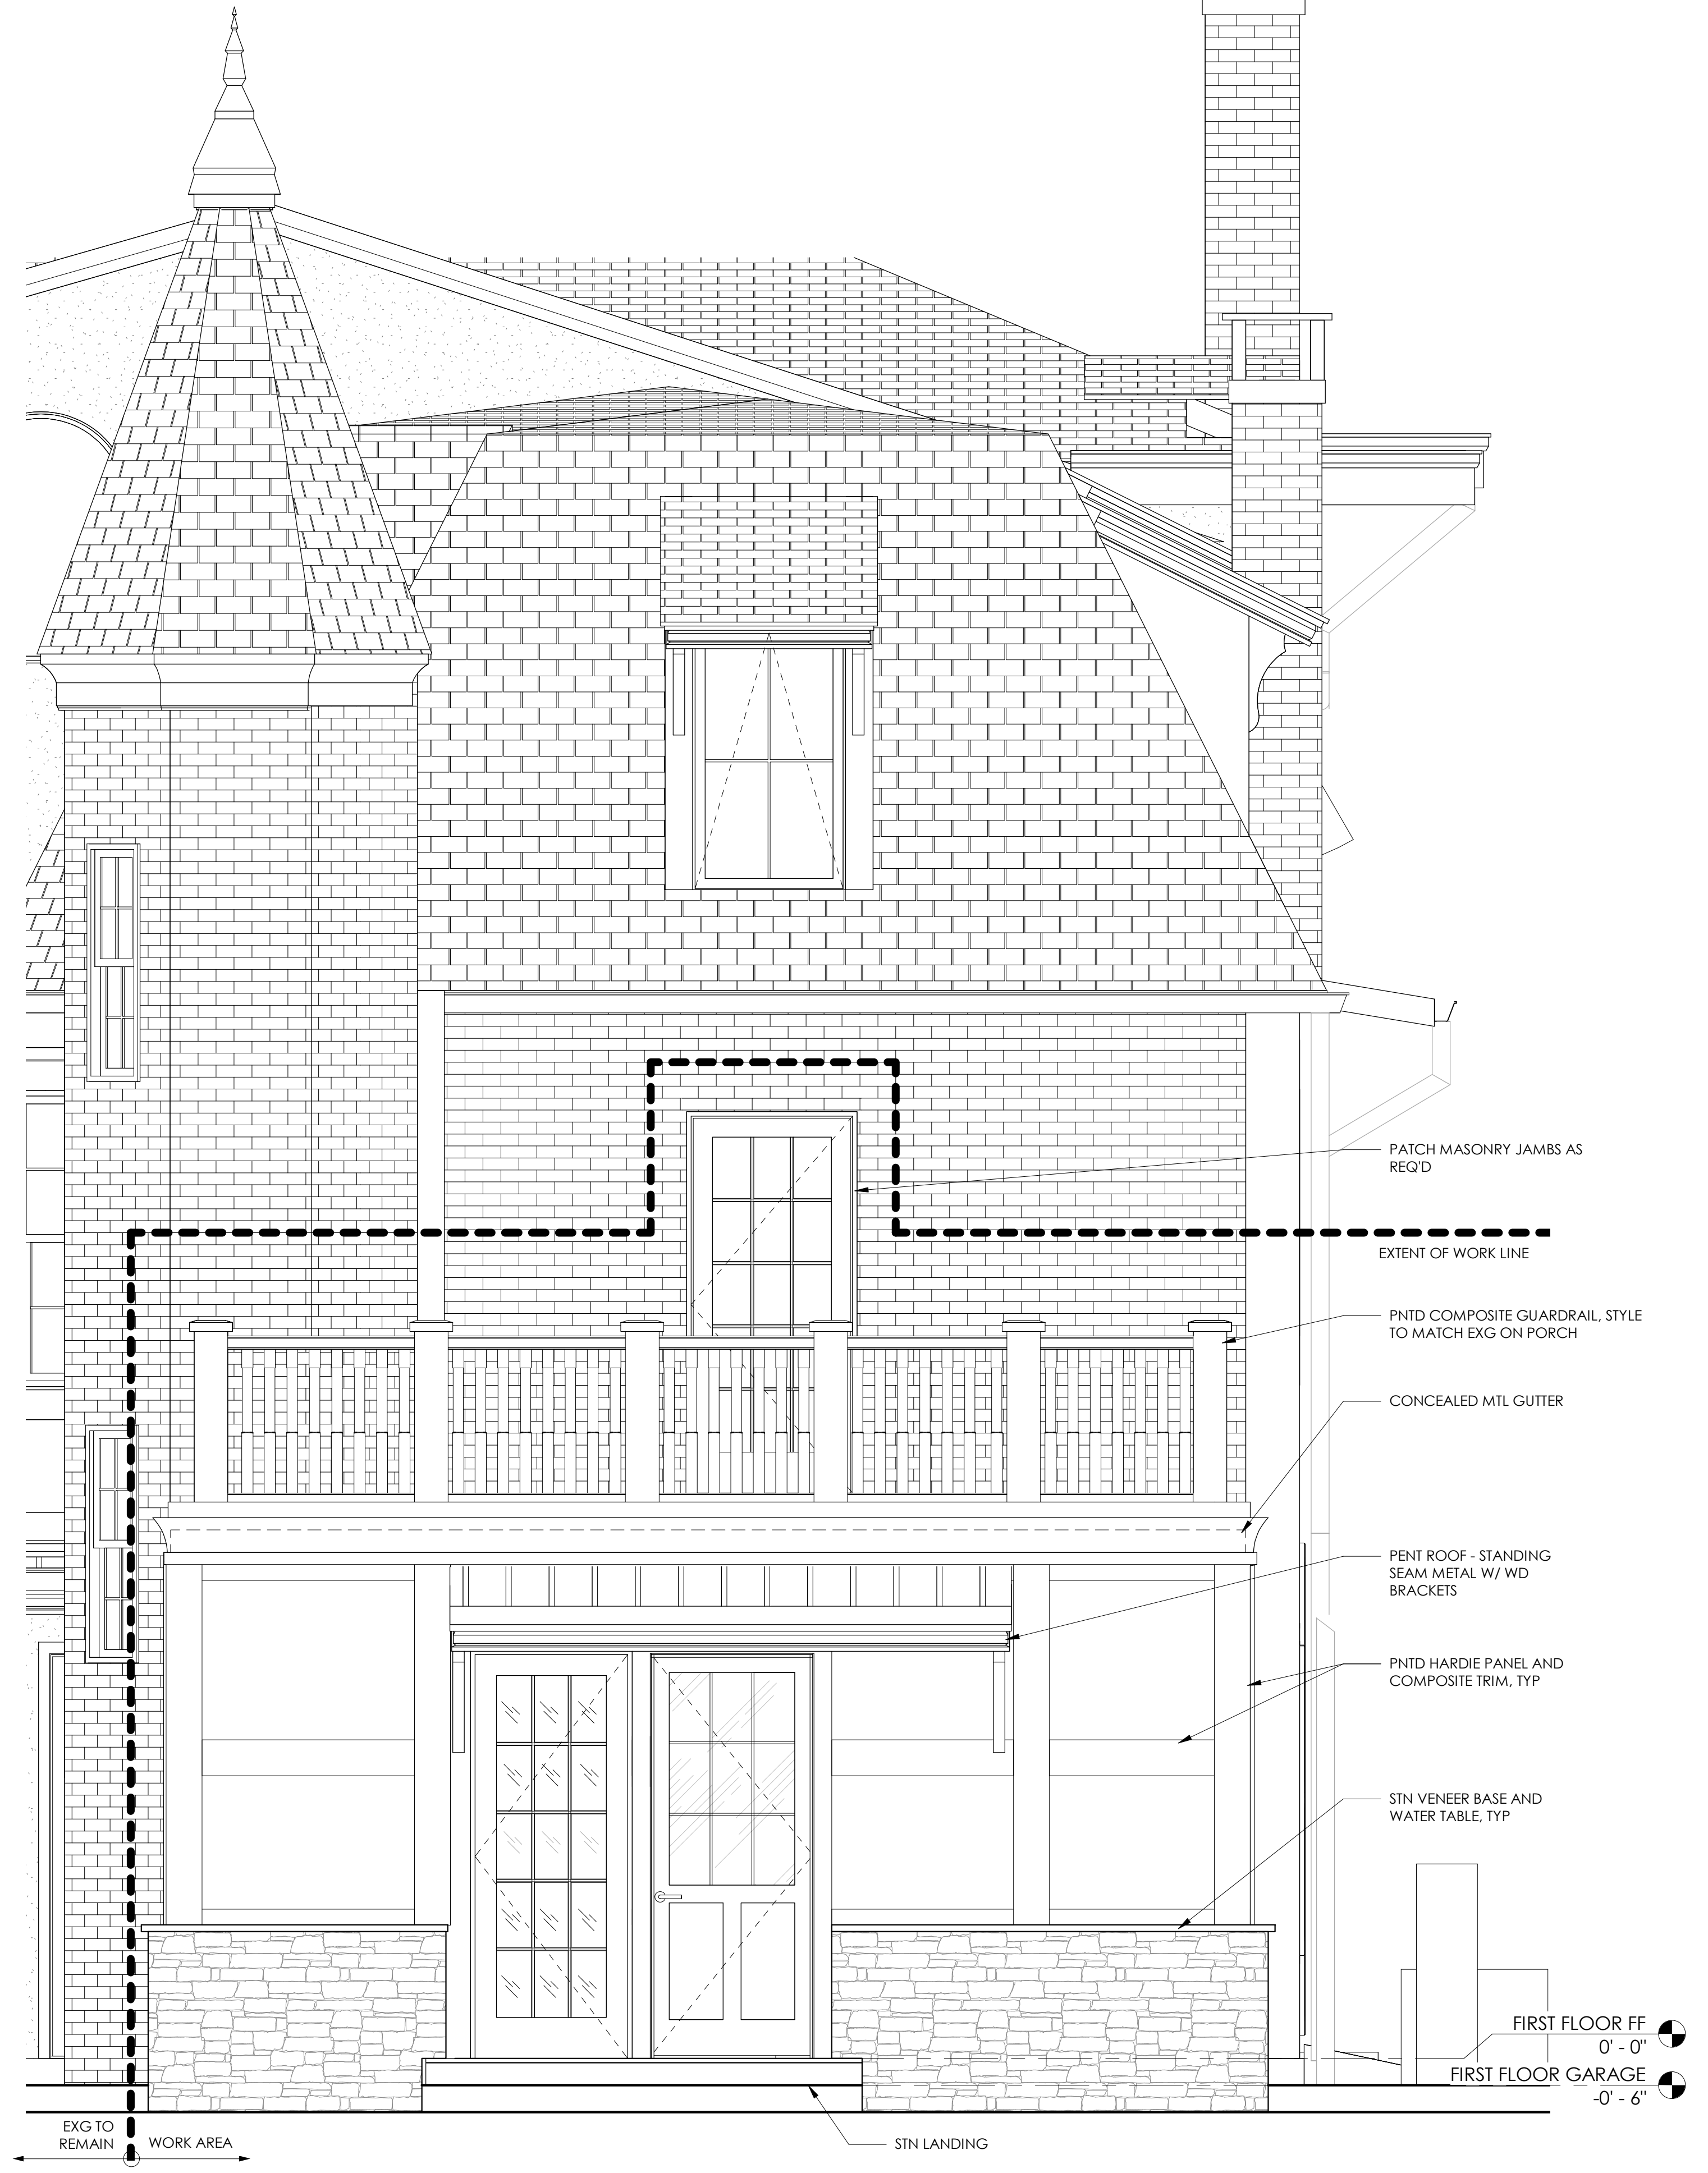 PATCH MASONRY JAMBS AS
REQ'D
EXTENT OF WORK LINE
PNTD COMPOSITE GUARDRAIL, STYLE
TO MATCH EXG ON PORCH
CONCEALED MTL GUTTER
PENT ROOF - STANDING
SEAM METAL W/ WD
BRACKETS
PNTD HARDIE PANEL AND
COMPOSITE TRIM, TYP
STN VENEER BASE AND
WATER TABLE, TYP
FIRST FLOOR FF
0' - 0"
FIRST FLOOR GARAGE
-0' - 6"
EXG TO
REMAIN
WORK AREA
STN LANDING